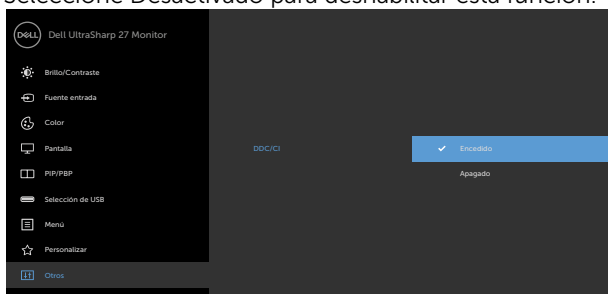 Seleccione Desactivado para deshabilitar esta función.
DELL Dell UltraSharp 27 Monitor
Brillo/Contraste
Fuente entrada
Color
Pantalla
DDC/CI
Encedido
PIP/PBP
Apagado
Selección de USB
Menú
Personalizar
Otros